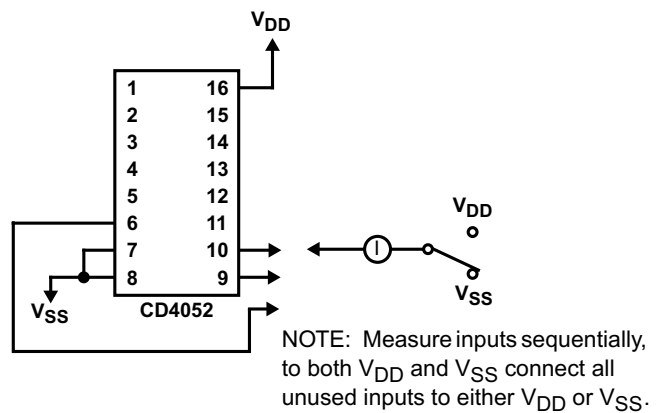 VDD
1 16
2 15
3 14
4 13
5 12
6 11
7 10
8 9
VSS
CD4052
I
VDD
VSS
NOTE: Measure inputs sequentially,
to both VDD and VSS connect all
unused inputs to either VDD or VSS.